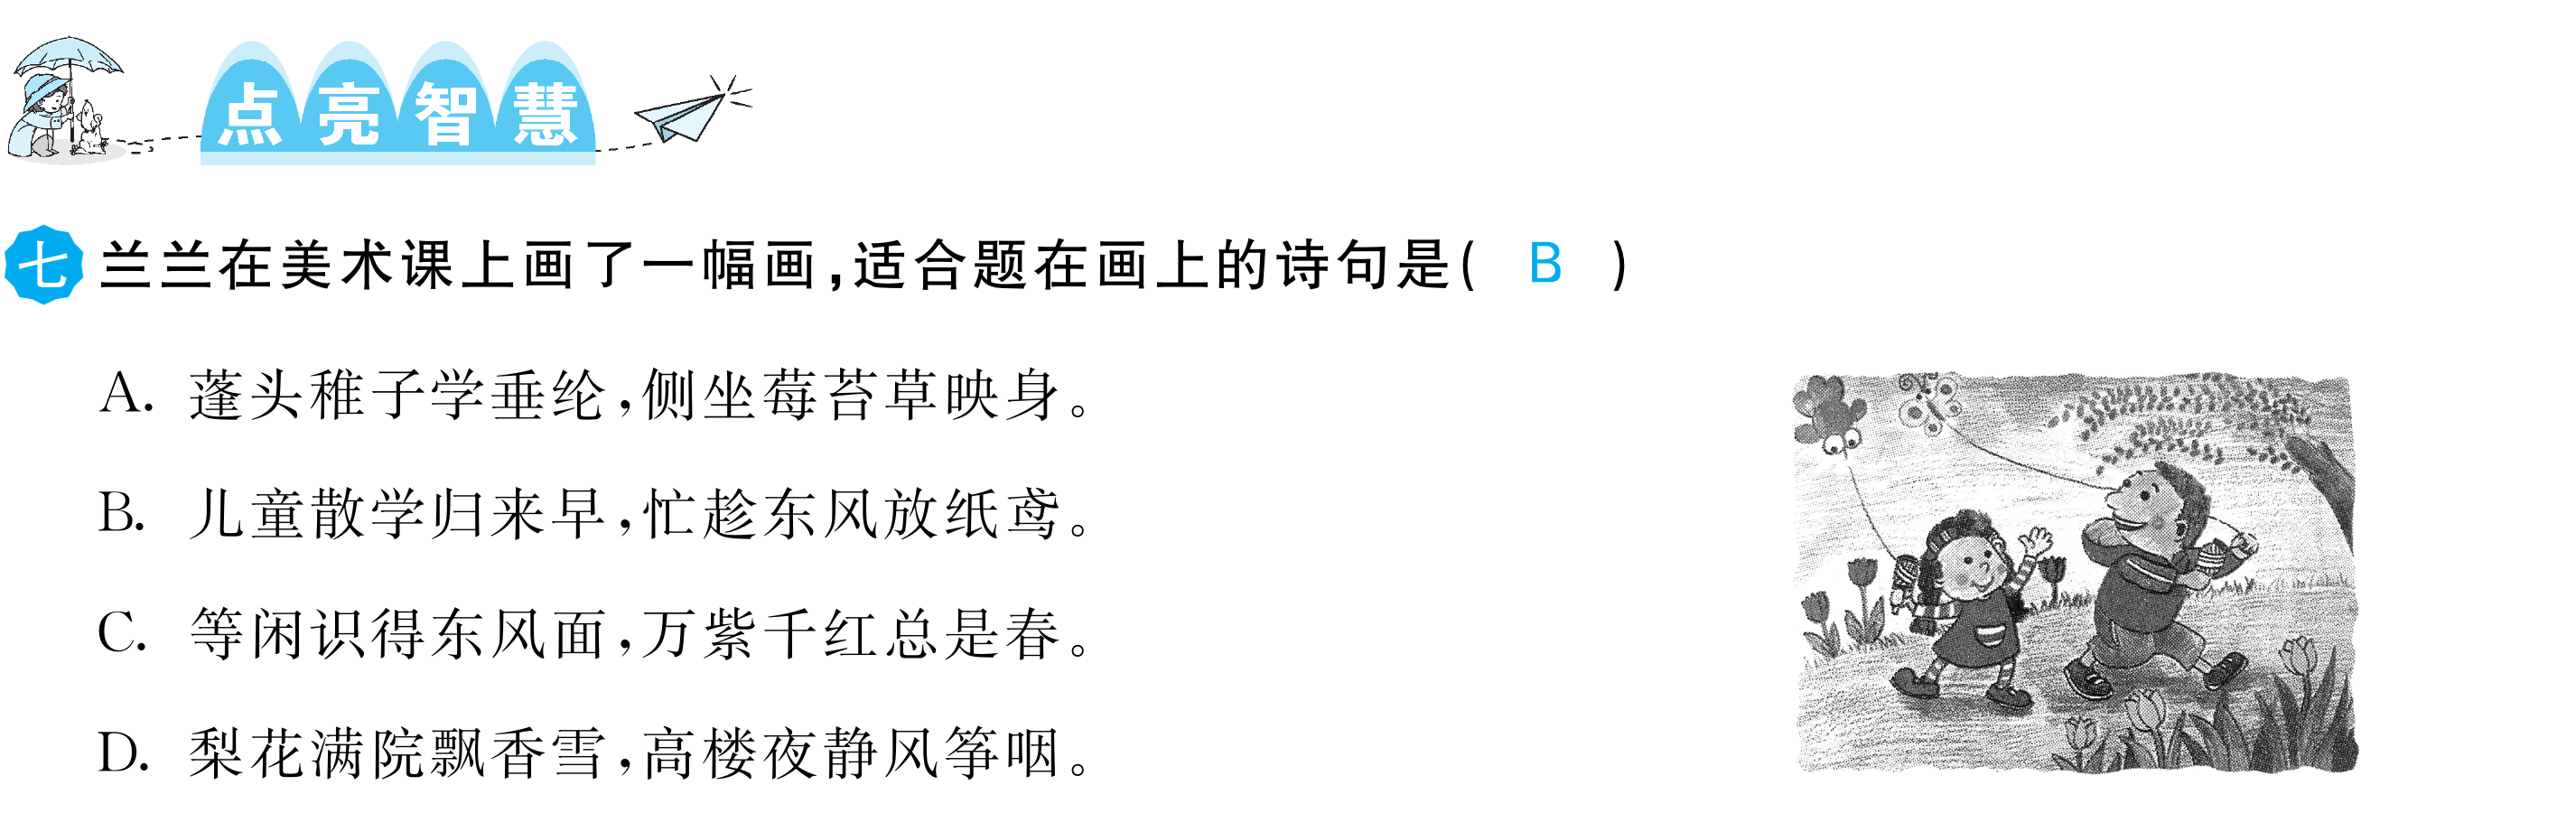 点亮智慧
七 兰兰在美术课上画了一幅画,适合题在画上的诗句是( B )
A. 蓬头稚子学垂纶,侧坐莓苔草映身。
B. 儿童散学归来早,忙趁东风放纸鸢。
C. 等闲识得东风面,万紫千红总是春。
D. 梨花满院飘香雪,高楼夜静风筝咽。